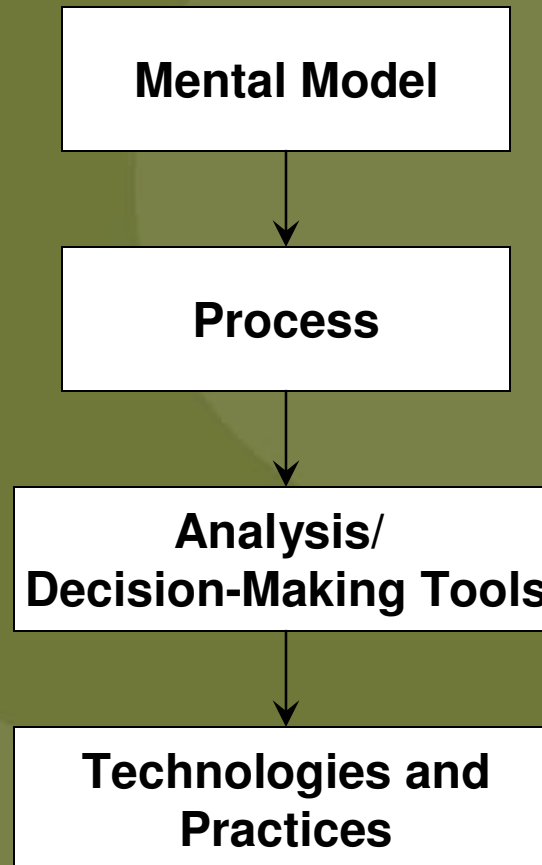 Mental Model
Process
Analysis/
Decision-Making Tools
Technologies and
Practices